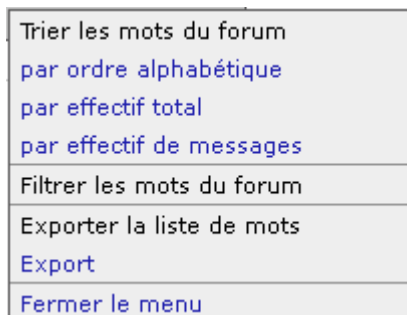 Trier les mots du forum
par ordre alphabétique
par effectif total
par effectif de messages
Filtrer les mots du forum
Exporter la liste de mots
Export
Fermer le menu